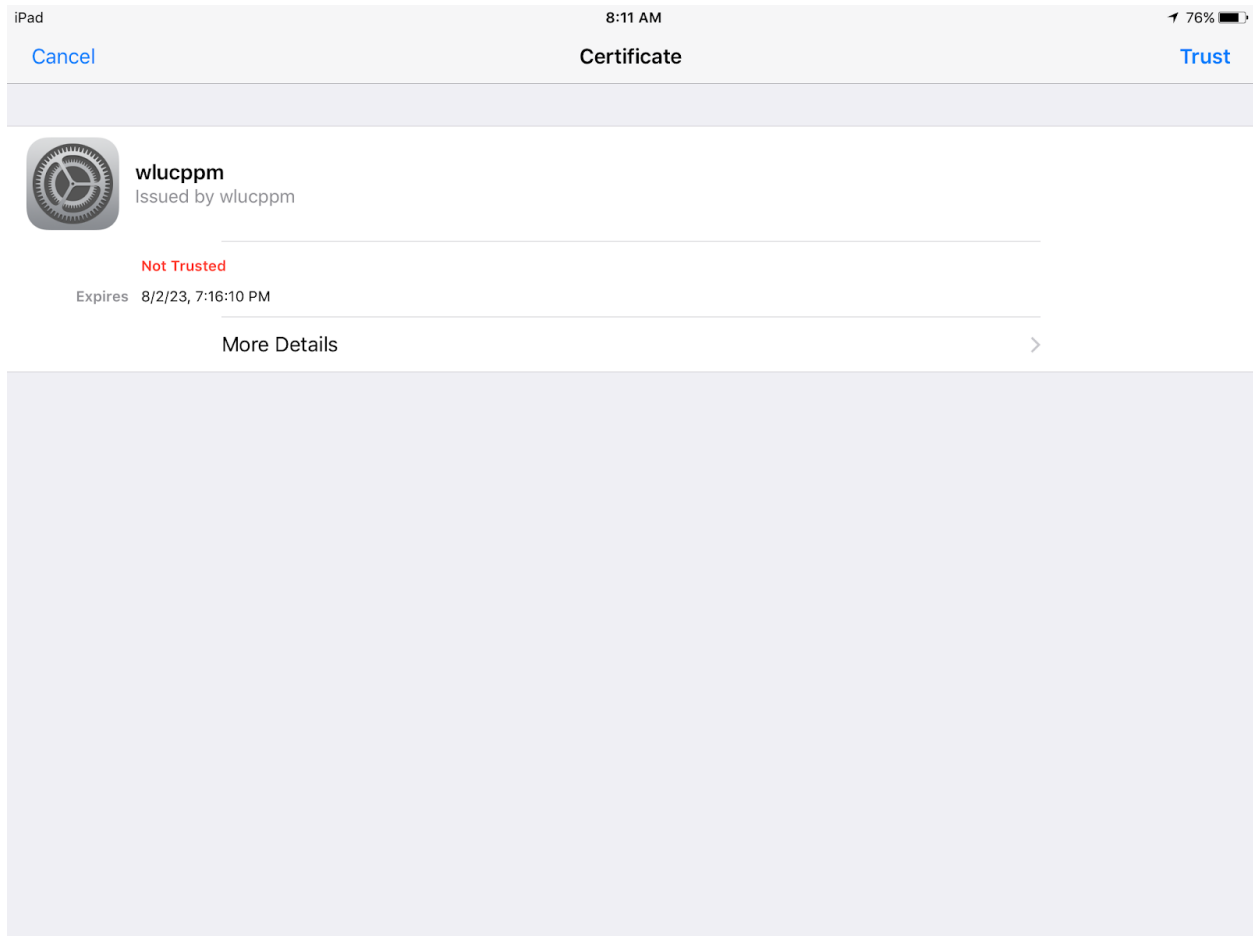 iPad 8:11 AM 76%
Cancel Certificate Trust
wlucppm
Issued by wlucppm
Not Trusted
Expires 8/2/23, 7:16:10 PM
More Details